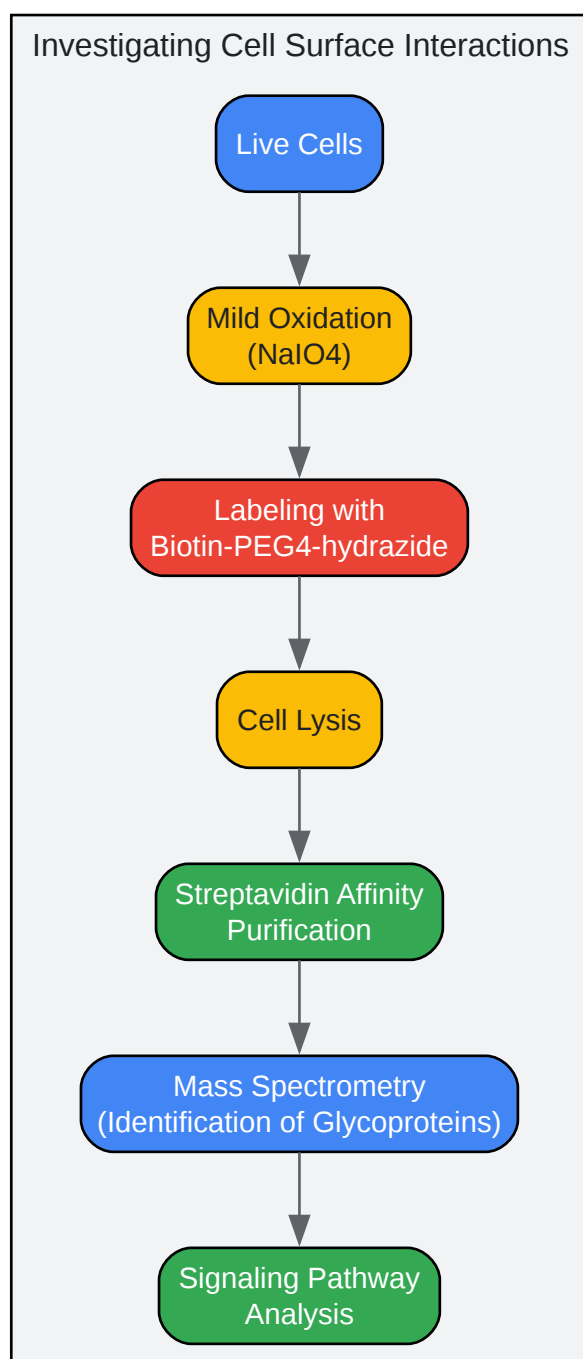 Investigating Cell Surface Interactions
Live Cells
Mild Oxidation
(NaIO4)
Labeling with
Biotin-PEG4-hydrazide
Cell Lysis
Streptavidin Affinity
Purification
Mass Spectrometry
(Identification of Glycoproteins)
Signaling Pathway
Analysis